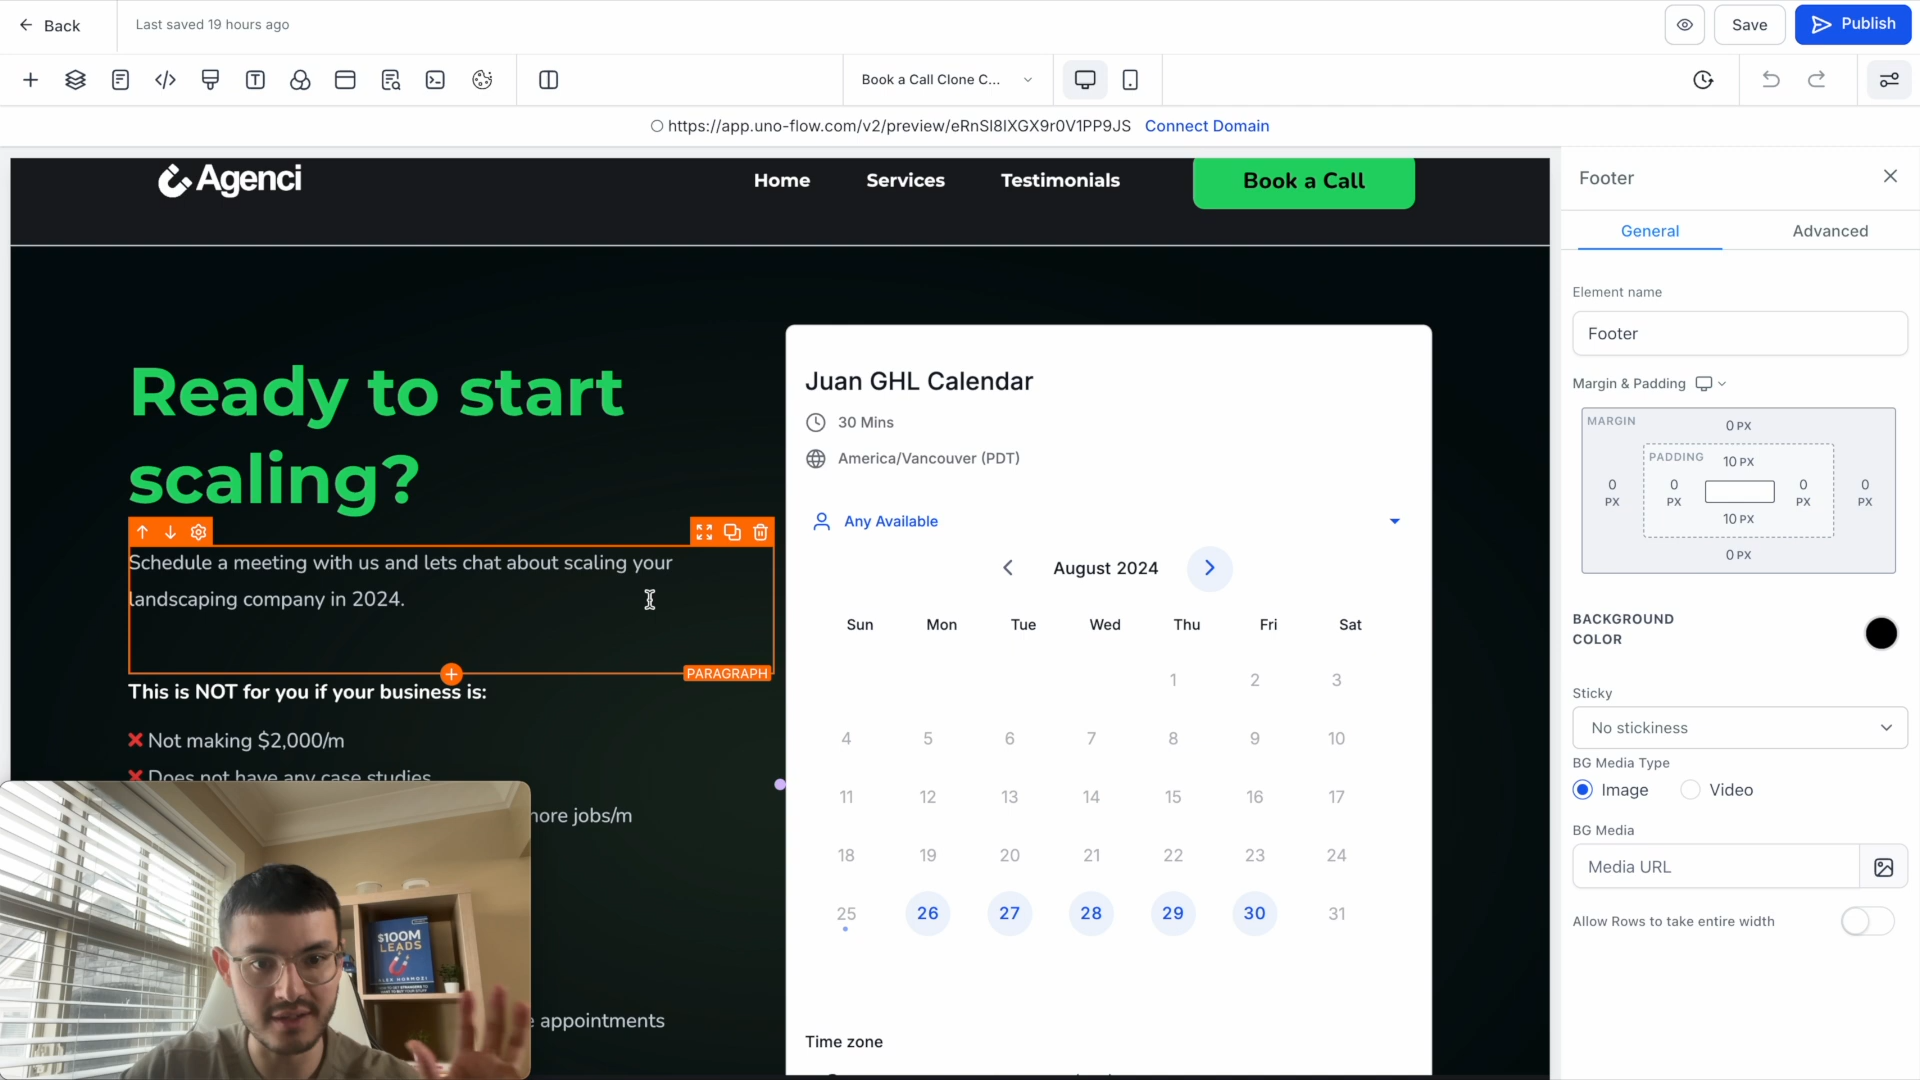 Back
Last saved 19 hours ago
Save
Publish
Book a Call Clone C...
https://app.uno-flow.com/v2/preview/eRnSl8IXGX9r0V1PP9JS Connect Domain
Agenci
Home
Services
Testimonials
Book a Call
Ready to start
scaling?
Schedule a meeting with us and lets chat about scaling your
landscaping company in 2024.
PARAGRAPH
This is NOT for you if your business is:
Not making $2,000/m
Does not have any case studies
more jobs/m
appointments
$100M
LEADS
ALEX HORMOZI
Juan GHL Calendar
30 Mins
America/Vancouver (PDT)
Any Available
August 2024
Sun Mon Tue Wed Thu Fri Sat
1 2 3
4 5 6 7 8 9 10
11 12 13 14 15 16 17
18 19 20 21 22 23 24
25 26 27 28 29 30 31
Time zone
Footer
General
Advanced
Element name
Footer
Margin & Padding
MARGIN
0 PX
PADDING
10 PX
0 PX
0 PX
0 PX
0 PX
10 PX
0 PX
BACKGROUND
COLOR
Sticky
No stickiness
BG Media Type
Image
Video
BG Media
Media URL
Allow Rows to take entire width